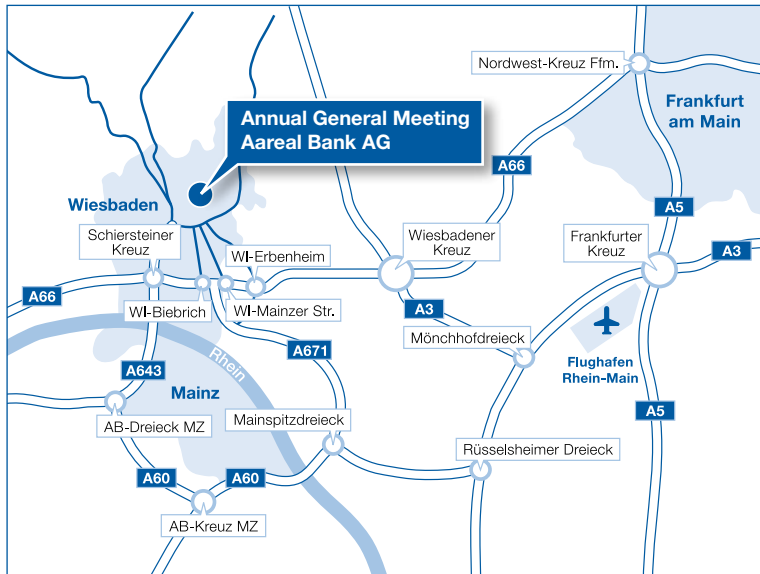 Nordwest-Kreuz Ffm.
Frankfurt
am Main
Annual General Meeting
Aareal Bank AG
A66
Wiesbaden
A5
Schiersteiner
Kreuz
WI-Erbenheim
Wiesbadener
Kreuz
Frankfurter
Kreuz
A3
A66
WI-Biebrich
WI-Mainzer Str.
A3
Mönchhofdreieck
Rhein
A671
Flughafen
Rhein-Main
A643
Mainz
A5
AB-Dreieck MZ
Mainspitzdreieck
Rüsselsheimer Dreieck
A60
A60
AB-Kreuz MZ